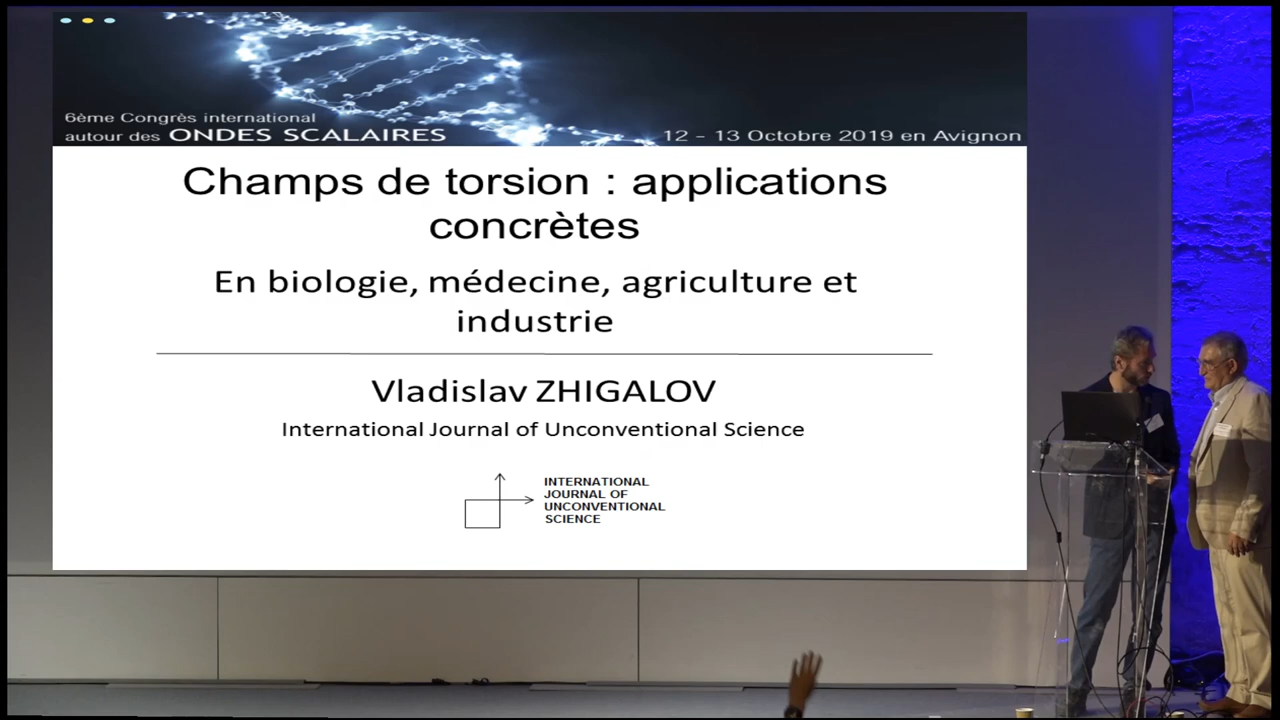 6ème Congrès international
autour des ONDES SCALAIRES
12 - 13 Octobre 2019 en Avignon
Champs de torsion : applications
concrètes
En biologie, médecine, agriculture et
industrie
Vladislav ZHIGALOV
International Journal of Unconventional Science
INTERNATIONAL
JOURNAL OF
UNCONVENTIONAL
SCIENCE